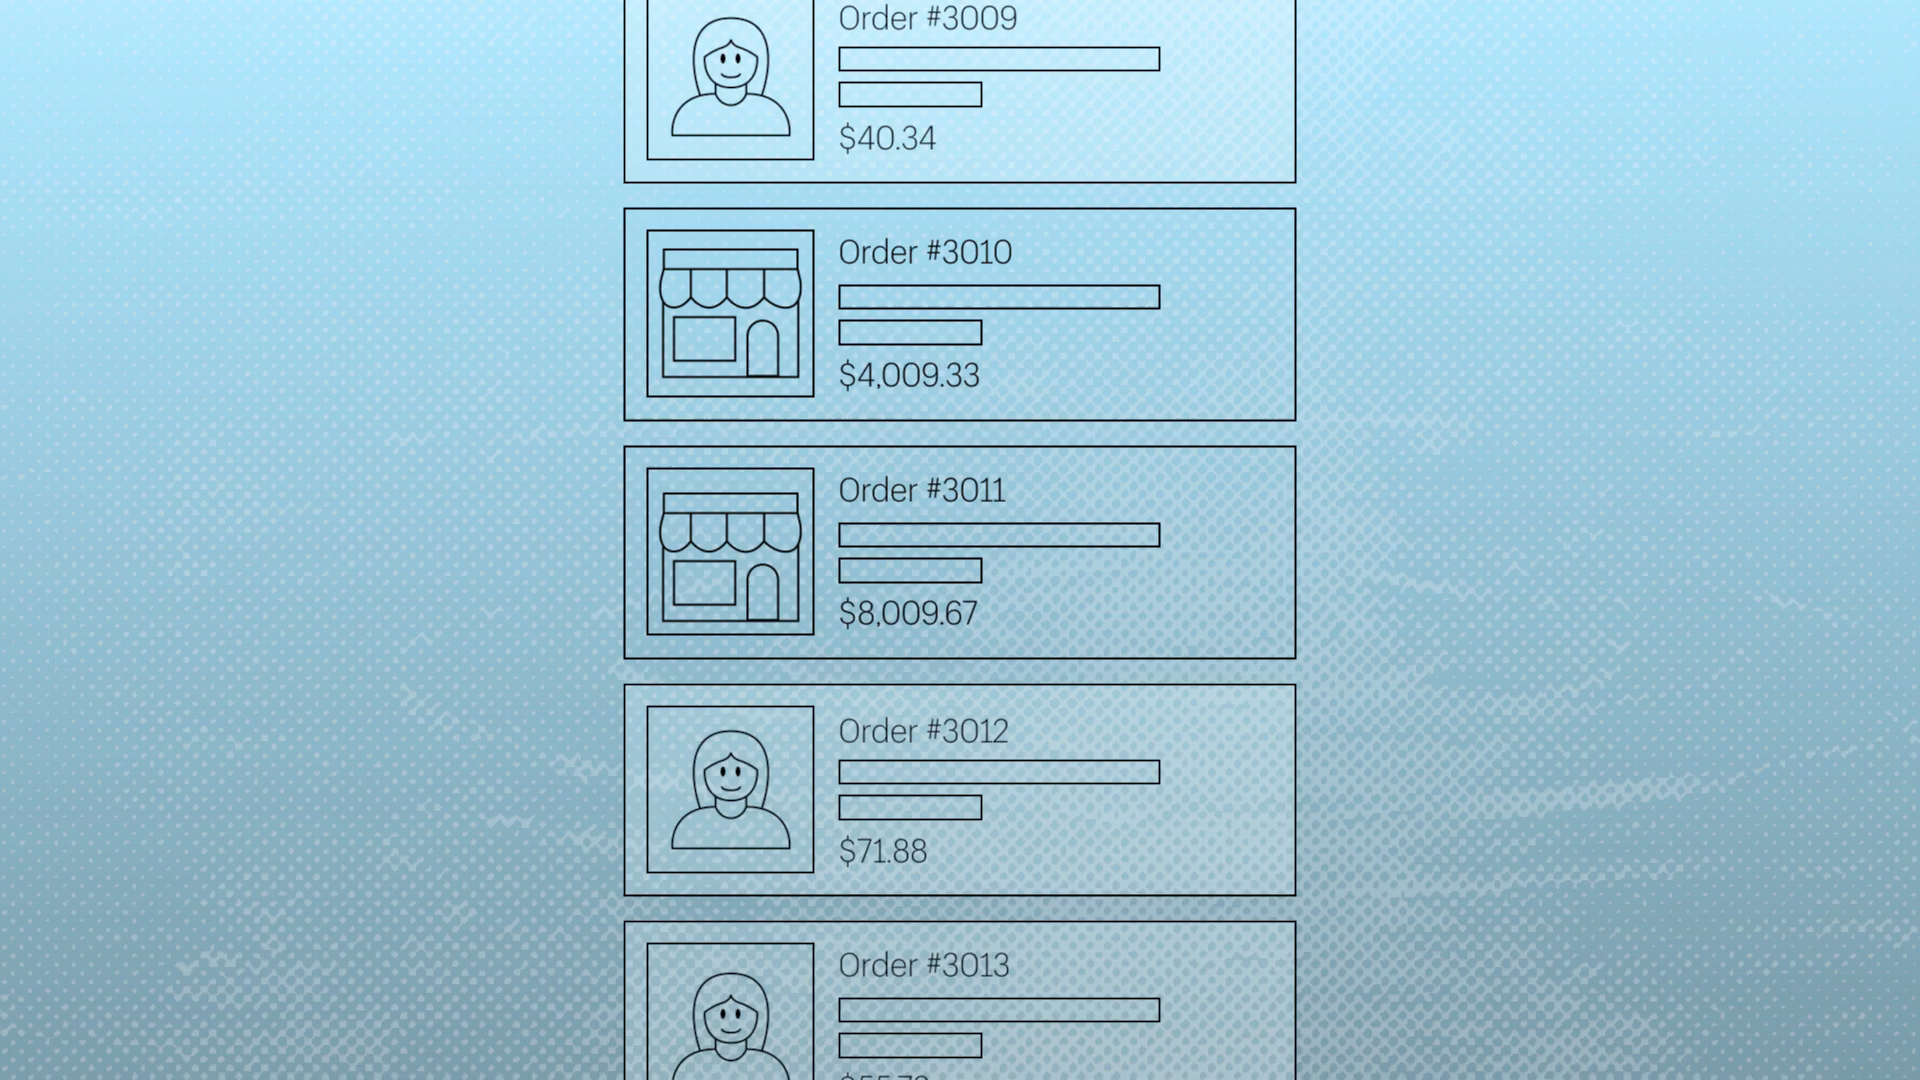 Order #3009
$40.34
Order #3010
$4,009.33
Order #3011
$8,009.67
Order #3012
$71.88
Order #3013